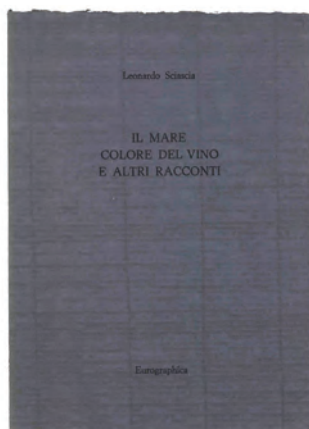 Leonardo Sciascia
IL MARE
COLORE DEL VINO
E ALTRI RACCONTI
Eurographica